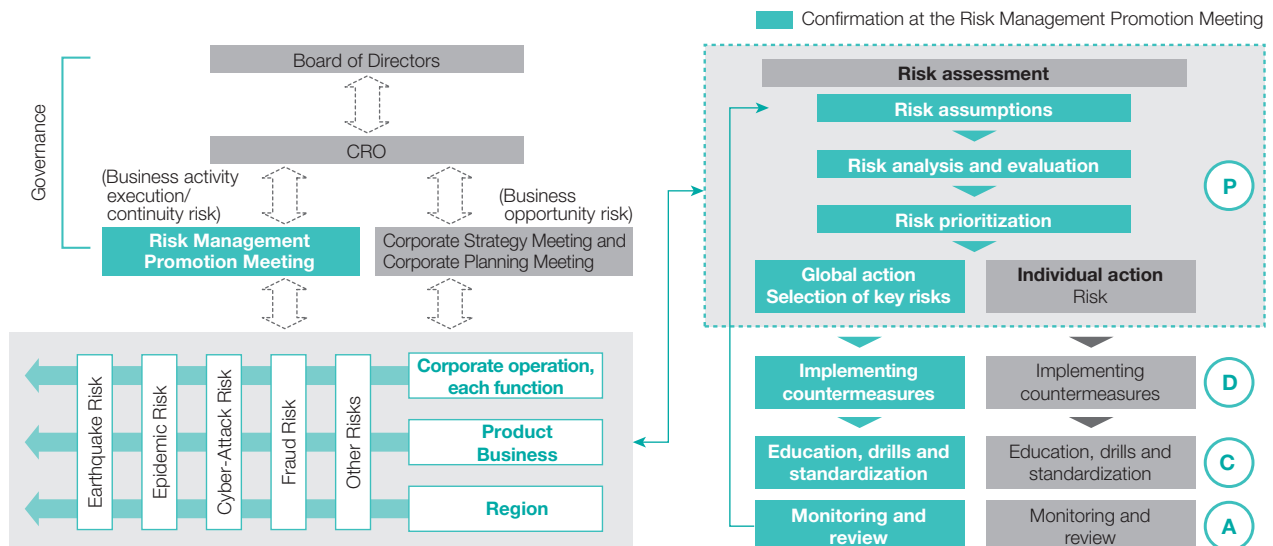 Confirmation at the Risk Management Promotion Meeting
Governance
Board of Directors
CRO
(Business activity
execution/
continuity risk)
(Business
opportunity risk)
Risk Management
Promotion Meeting
Corporate Strategy Meeting and
Corporate Planning Meeting
Earthquake Risk
Epidemic Risk
Cyber-Attack Risk
Fraud Risk
Other Risks
Corporate operation,
each function
Product
Business
Region
Risk assessment
Risk assumptions
Risk analysis and evaluation
Risk prioritization
Global action
Selection of key risks
Individual action
Risk
P
Implementing
countermeasures
Implementing
countermeasures
D
Education, drills and
standardization
Education, drills and
standardization
C
Monitoring and
review
Monitoring and
review
A